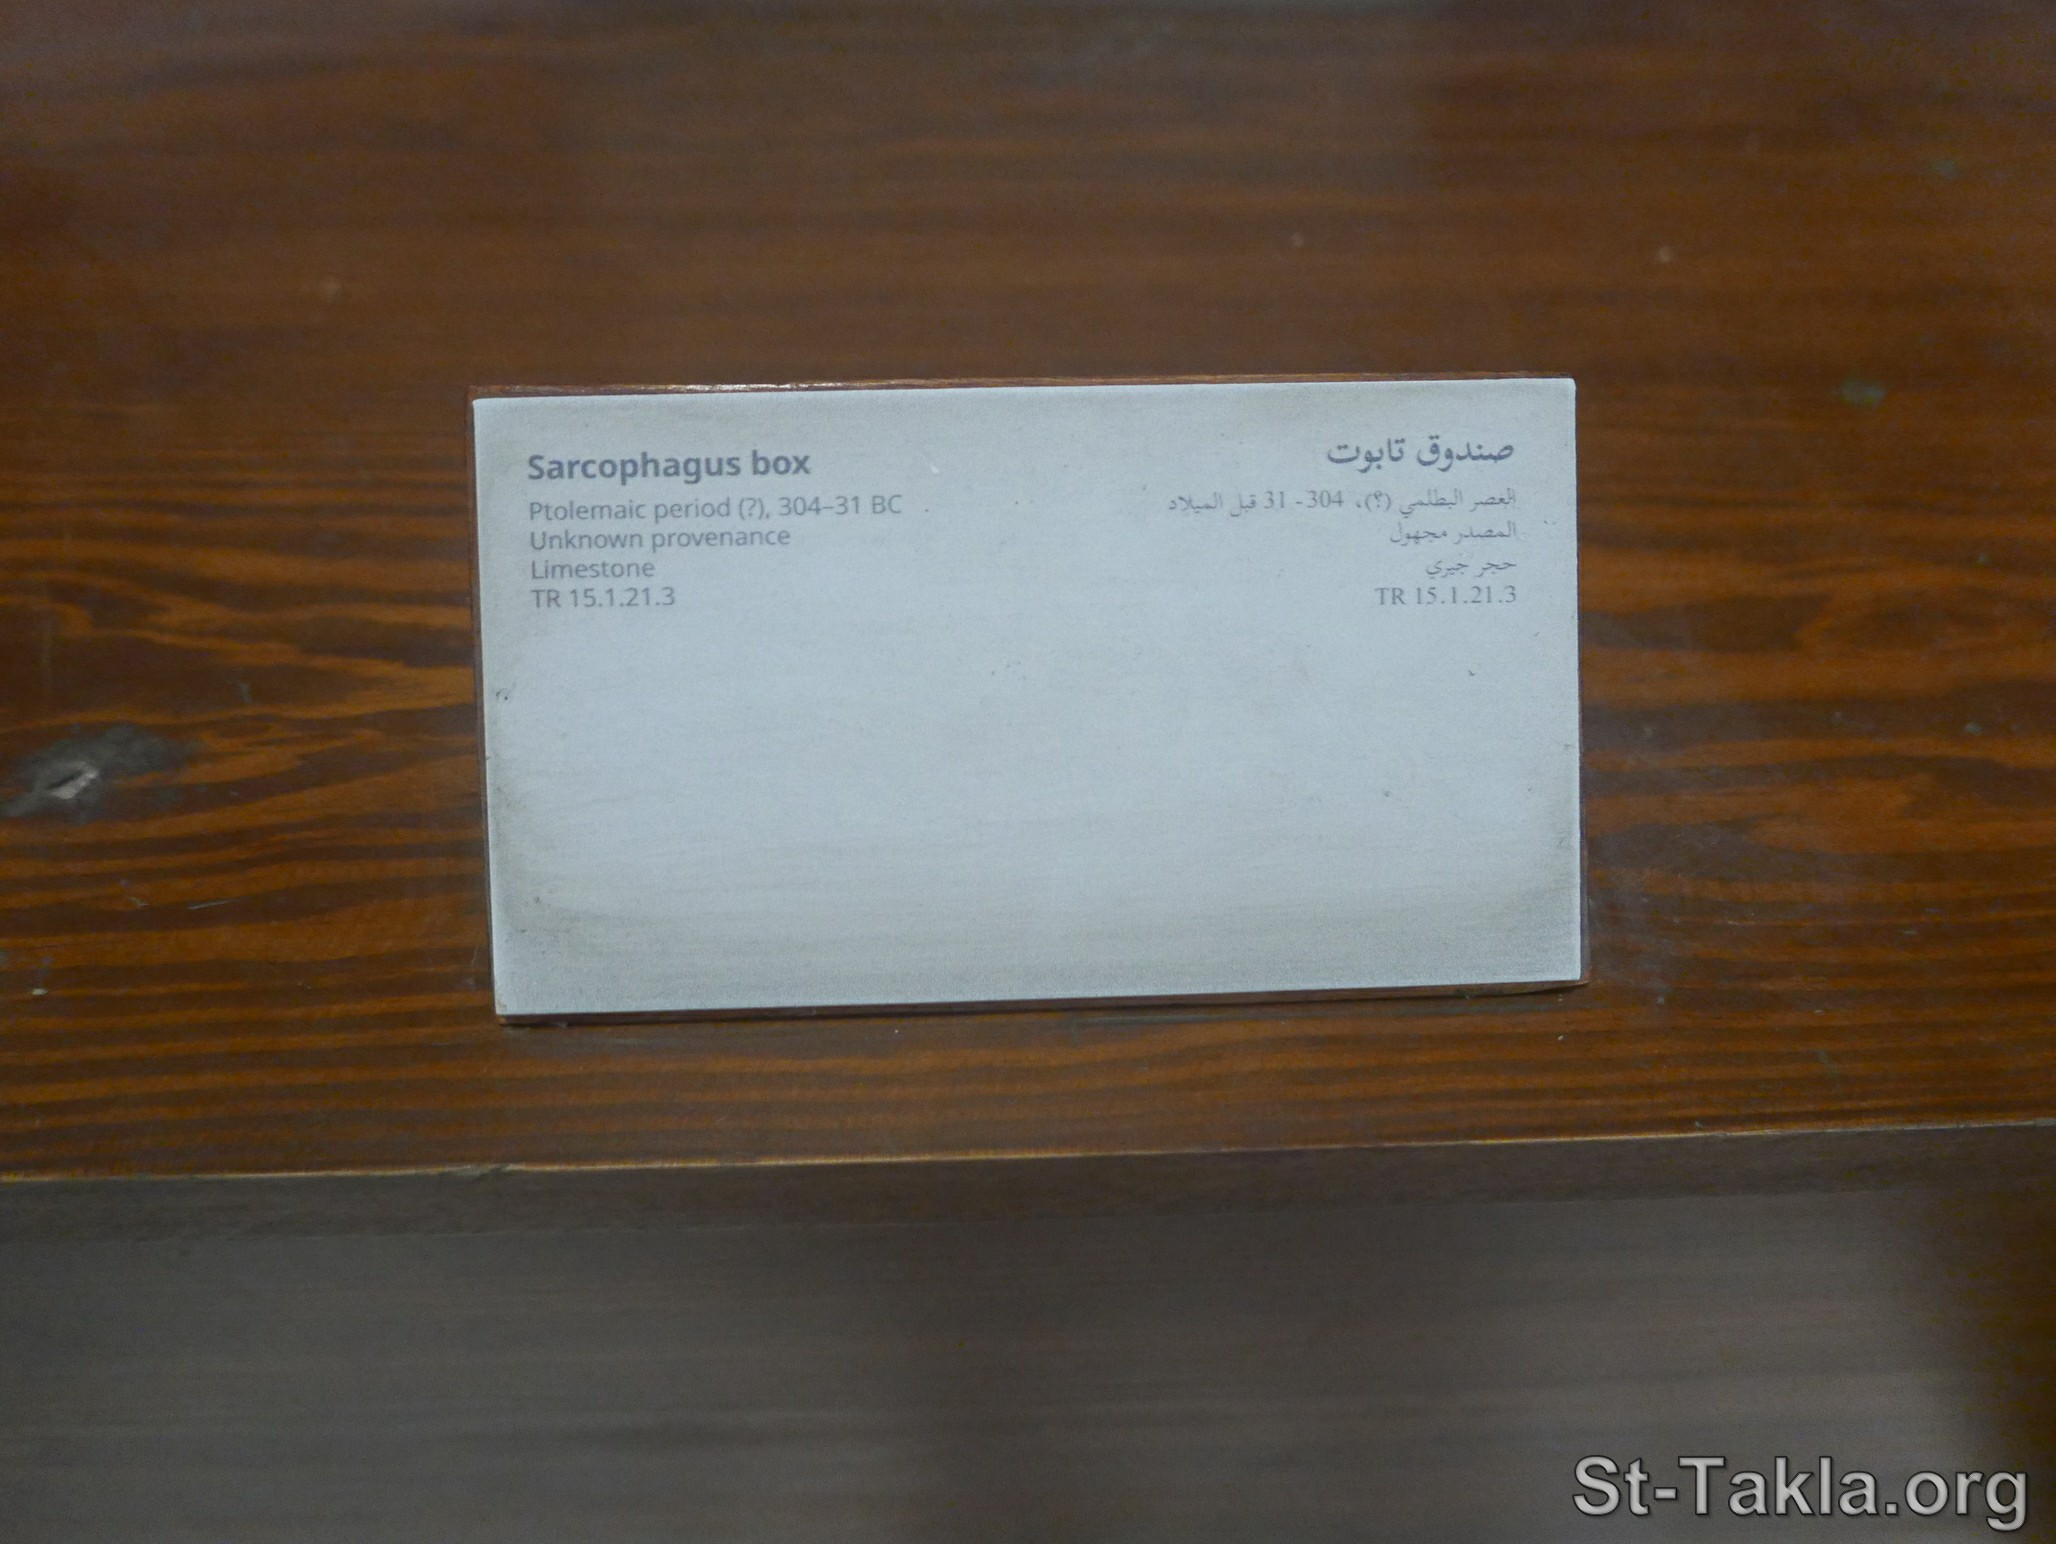 Sarcophagus box
Ptolemaic period (?), 304–31 BC
Unknown provenance
Limestone
TR 15.1.21.3
صندوق تابوت
العصر البطلمي (؟)، 304- 31 قبل الميلاد
المصدر مجهول
حجر جيري
TR 15.1.21.3
St-Takla.org